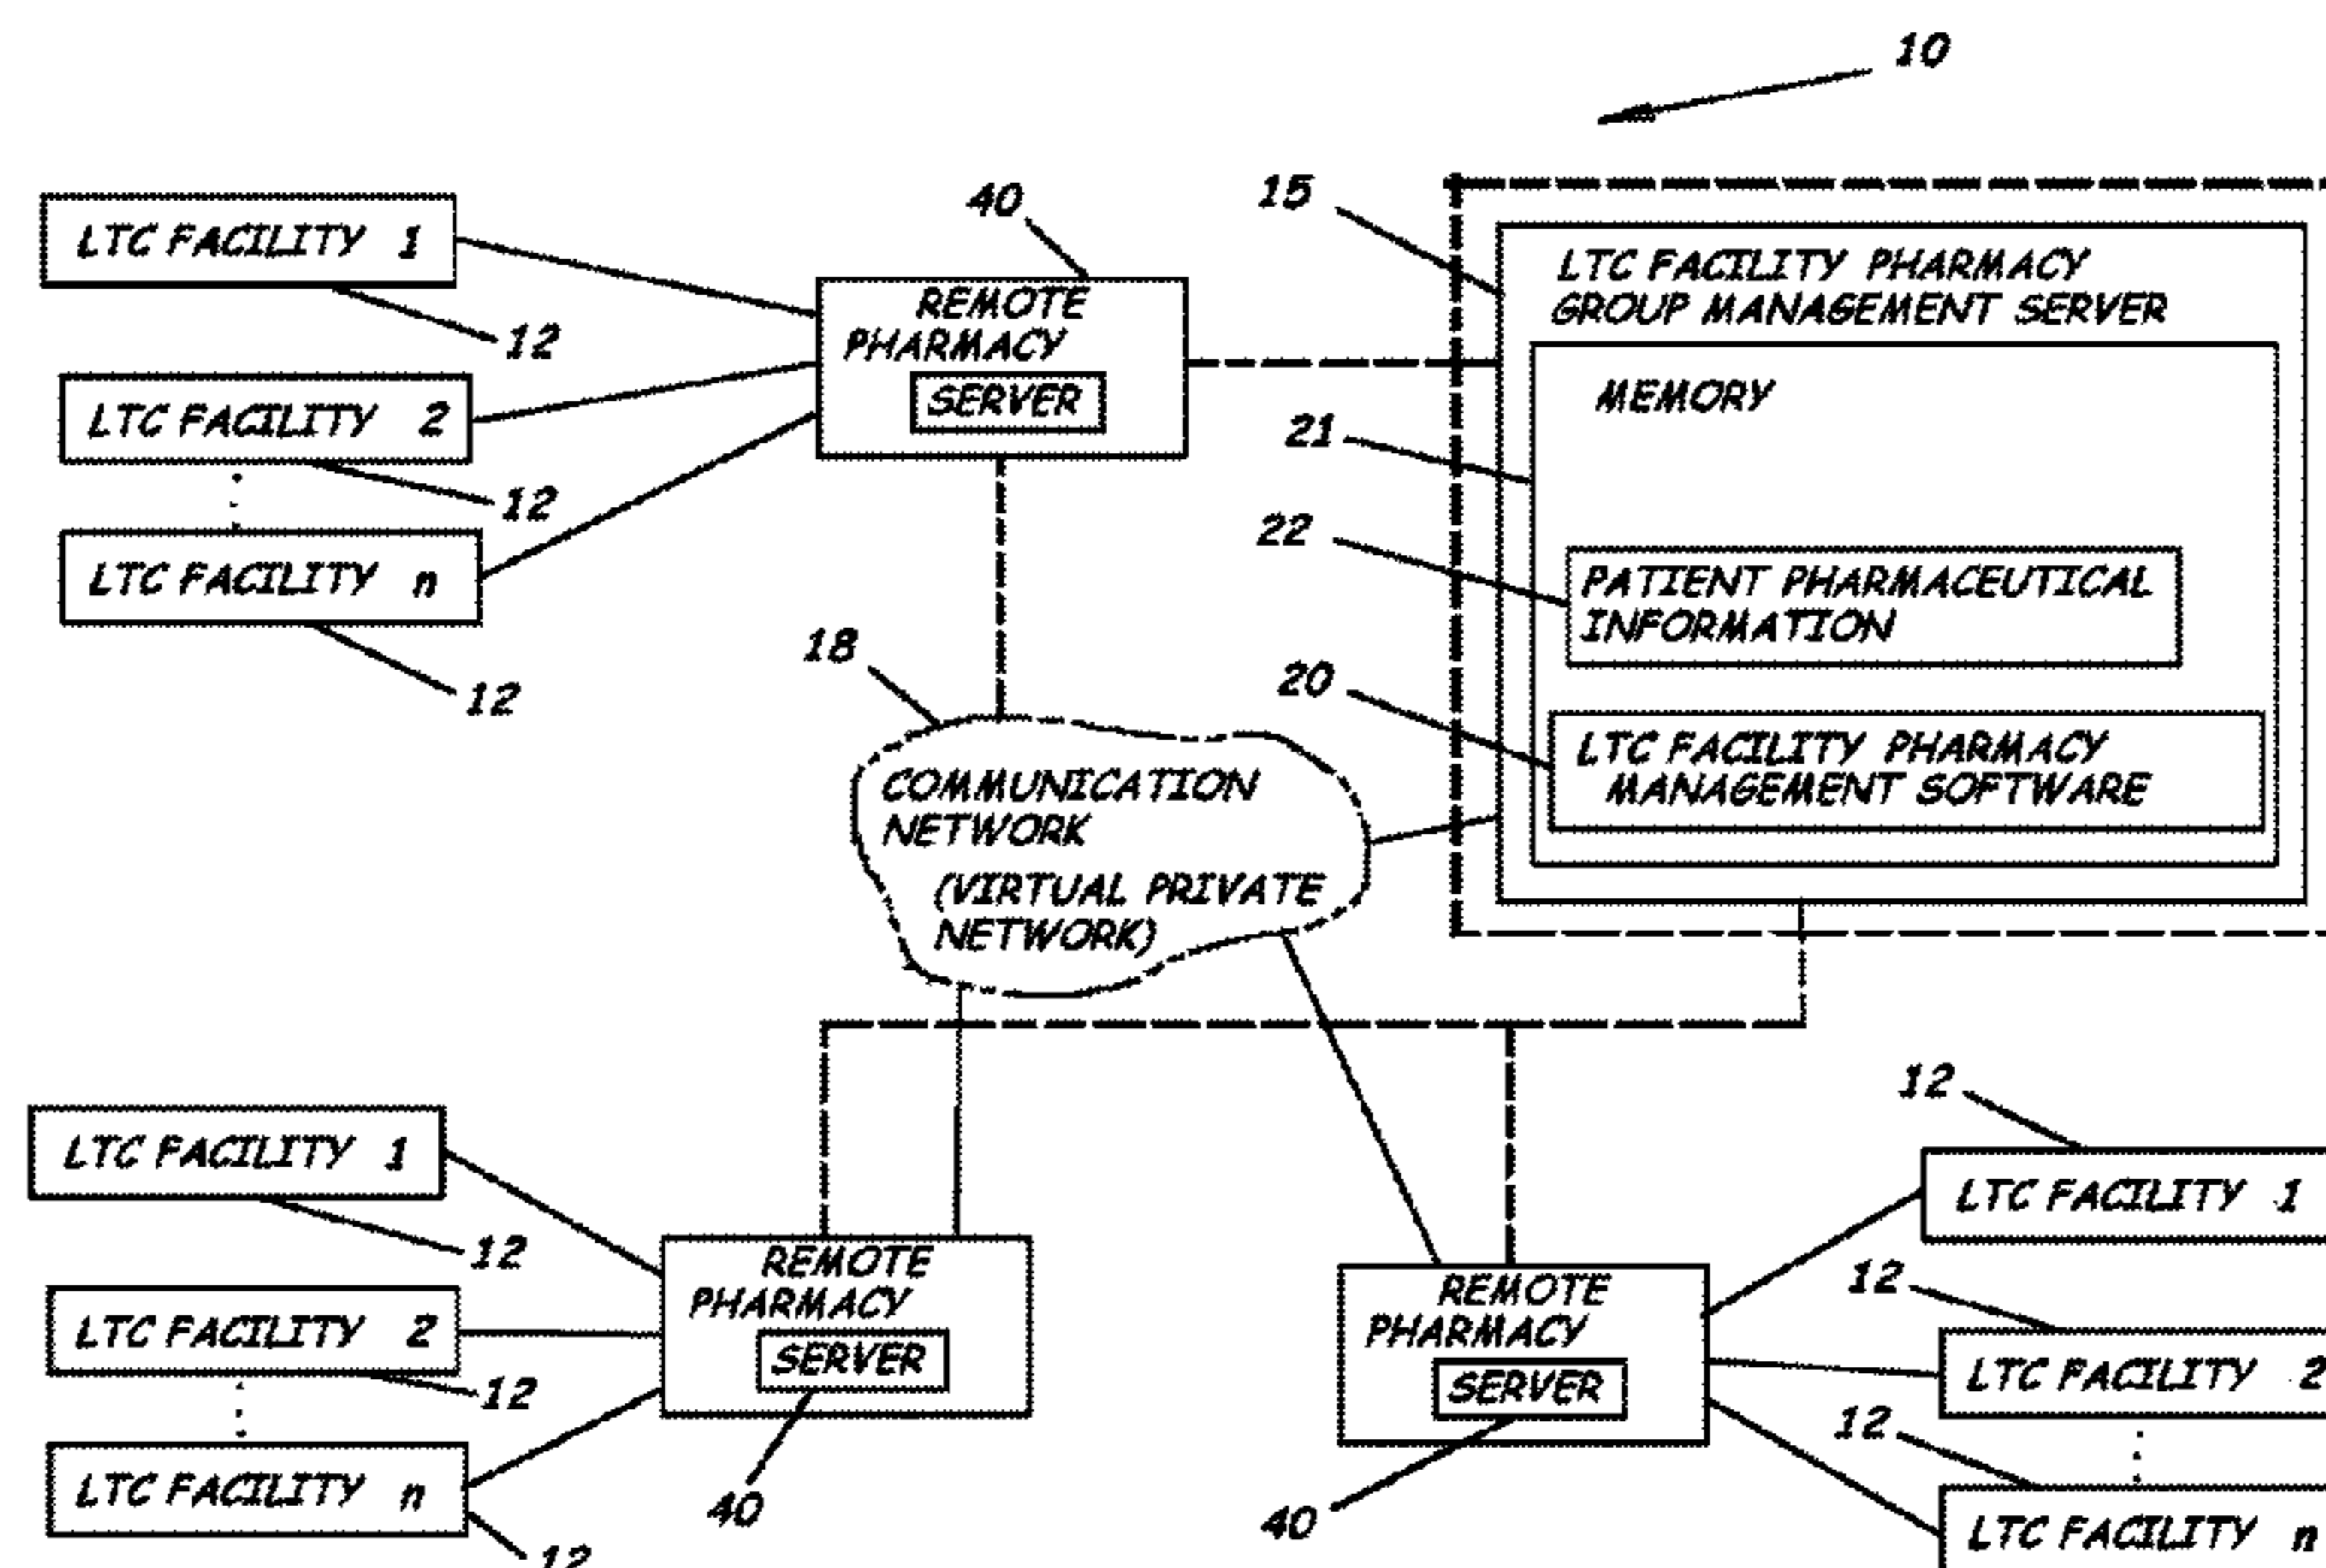 10
LTC FACILITY 1
12
LTC FACILITY 2
12
LTC FACILITY n
12
40
REMOTE
PHARMACY
SERVER
15
LTC FACILITY PHARMACY
GROUP MANAGEMENT SERVER
21
MEMORY
22
PATIENT PHARMACEUTICAL
INFORMATION
20
LTC FACILITY PHARMACY
MANAGEMENT SOFTWARE
18
COMMUNICATION
NETWORK
(VIRTUAL PRIVATE
NETWORK)
LTC FACILITY 1
12
LTC FACILITY 2
12
LTC FACILITY n
12
REMOTE
PHARMACY
SERVER
40
REMOTE
PHARMACY
SERVER
40
12
LTC FACILITY 1
12
LTC FACILITY 2
12
LTC FACILITY n